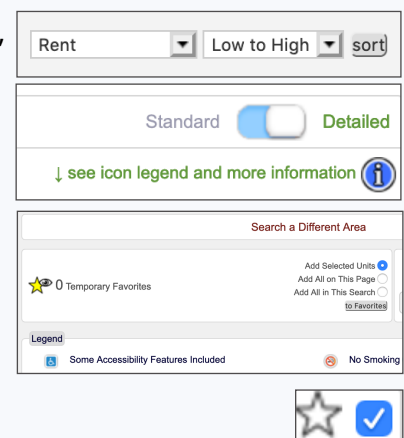 Rent Low to High sort
Standard Detailed
↓ see icon legend and more information i
Search a Different Area
0 Temporary Favorites
Add Selected Units
Add All on This Page
Add All in This Search
to Favorites
Legend
Some Accessibility Features Included No Smoking